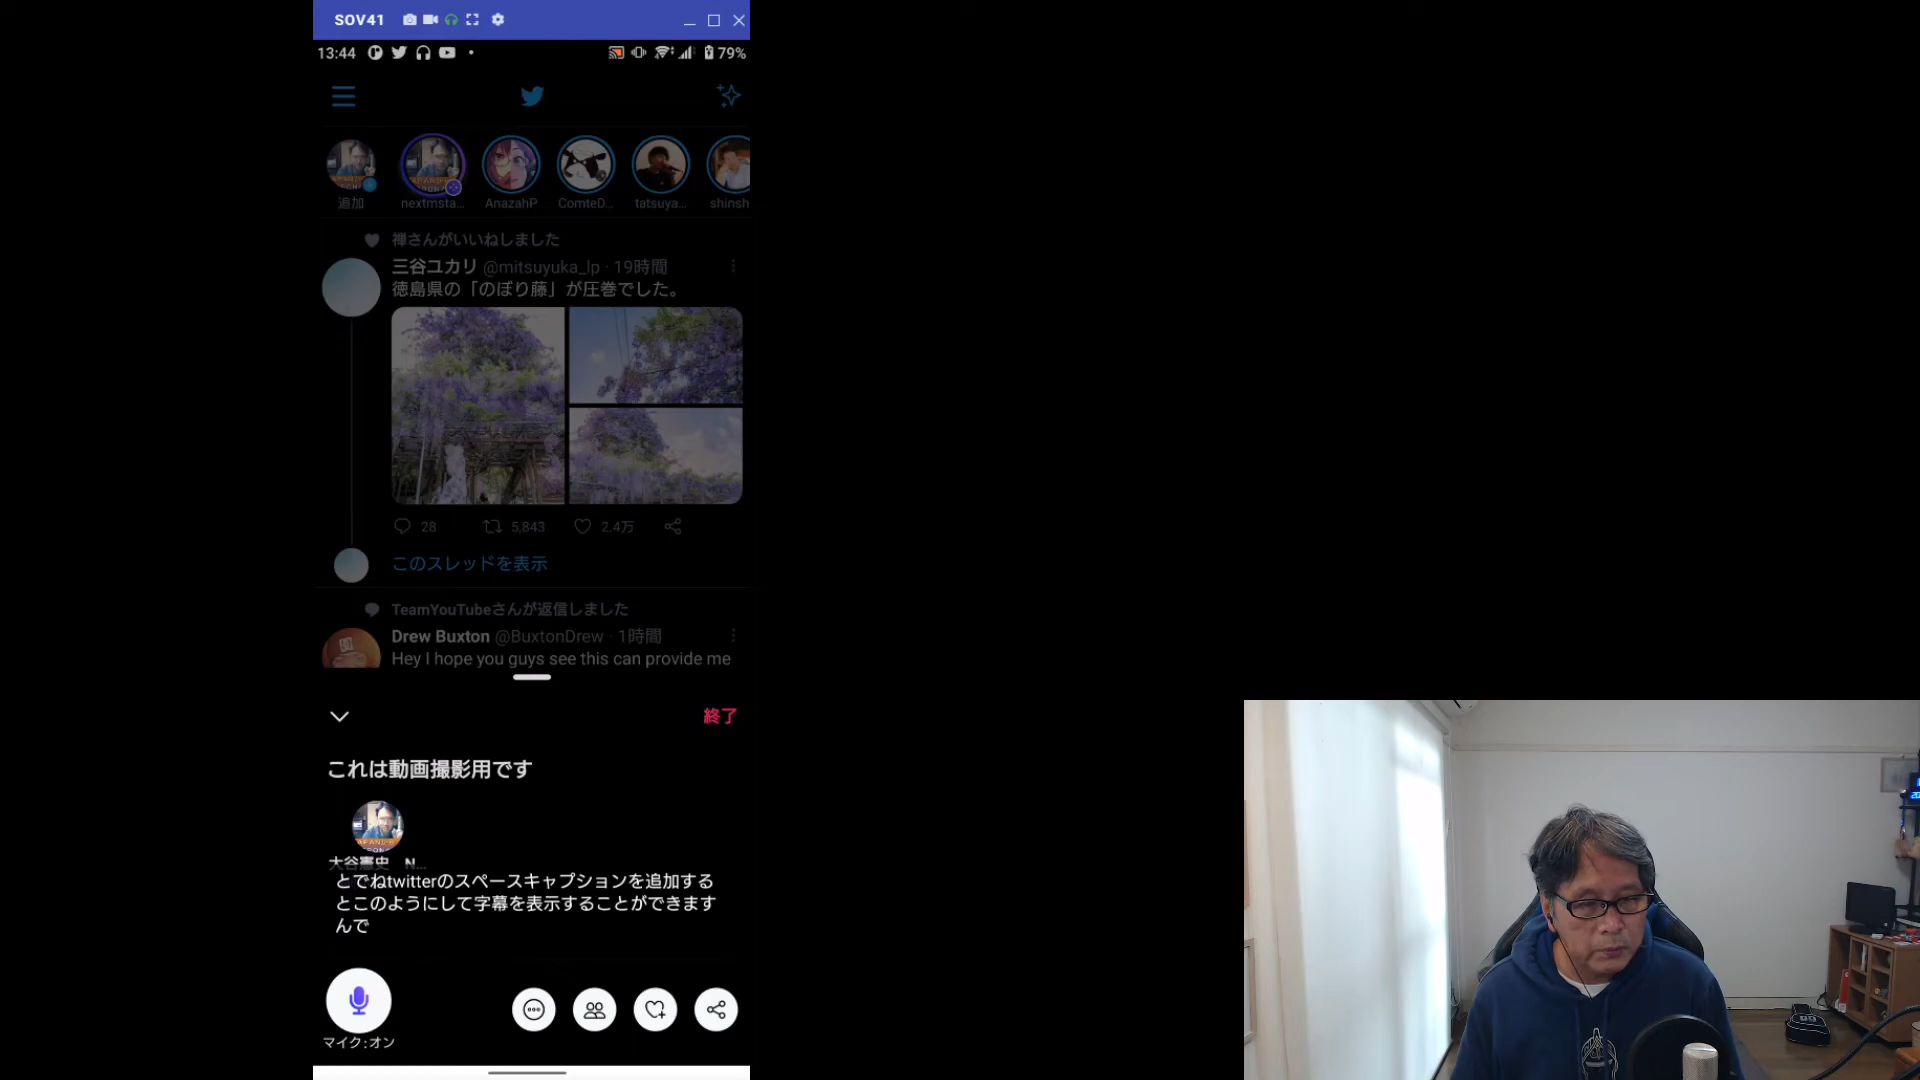 SOV41
13:44
79%
追加
nextmsta...
AnazahP
ComteD...
tatsuya...
shinsh
禅さんがいいねしました
三谷ユカリ @mitsuyuka_lp · 19時間
徳島県の「のぼり藤」が圧巻でした。
28 5,843 2.4万
このスレッドを表示
TeamYouTubeさんが返信しました
Drew Buxton @BuxtonDrew · 1時間
Hey I hope you guys see this can provide me
終了
これは動画撮影用です
大谷憲史 N...
とでねtwitterのスペースキャプションを追加する
とこのようにして字幕を表示することができます
んで
マイク:オン